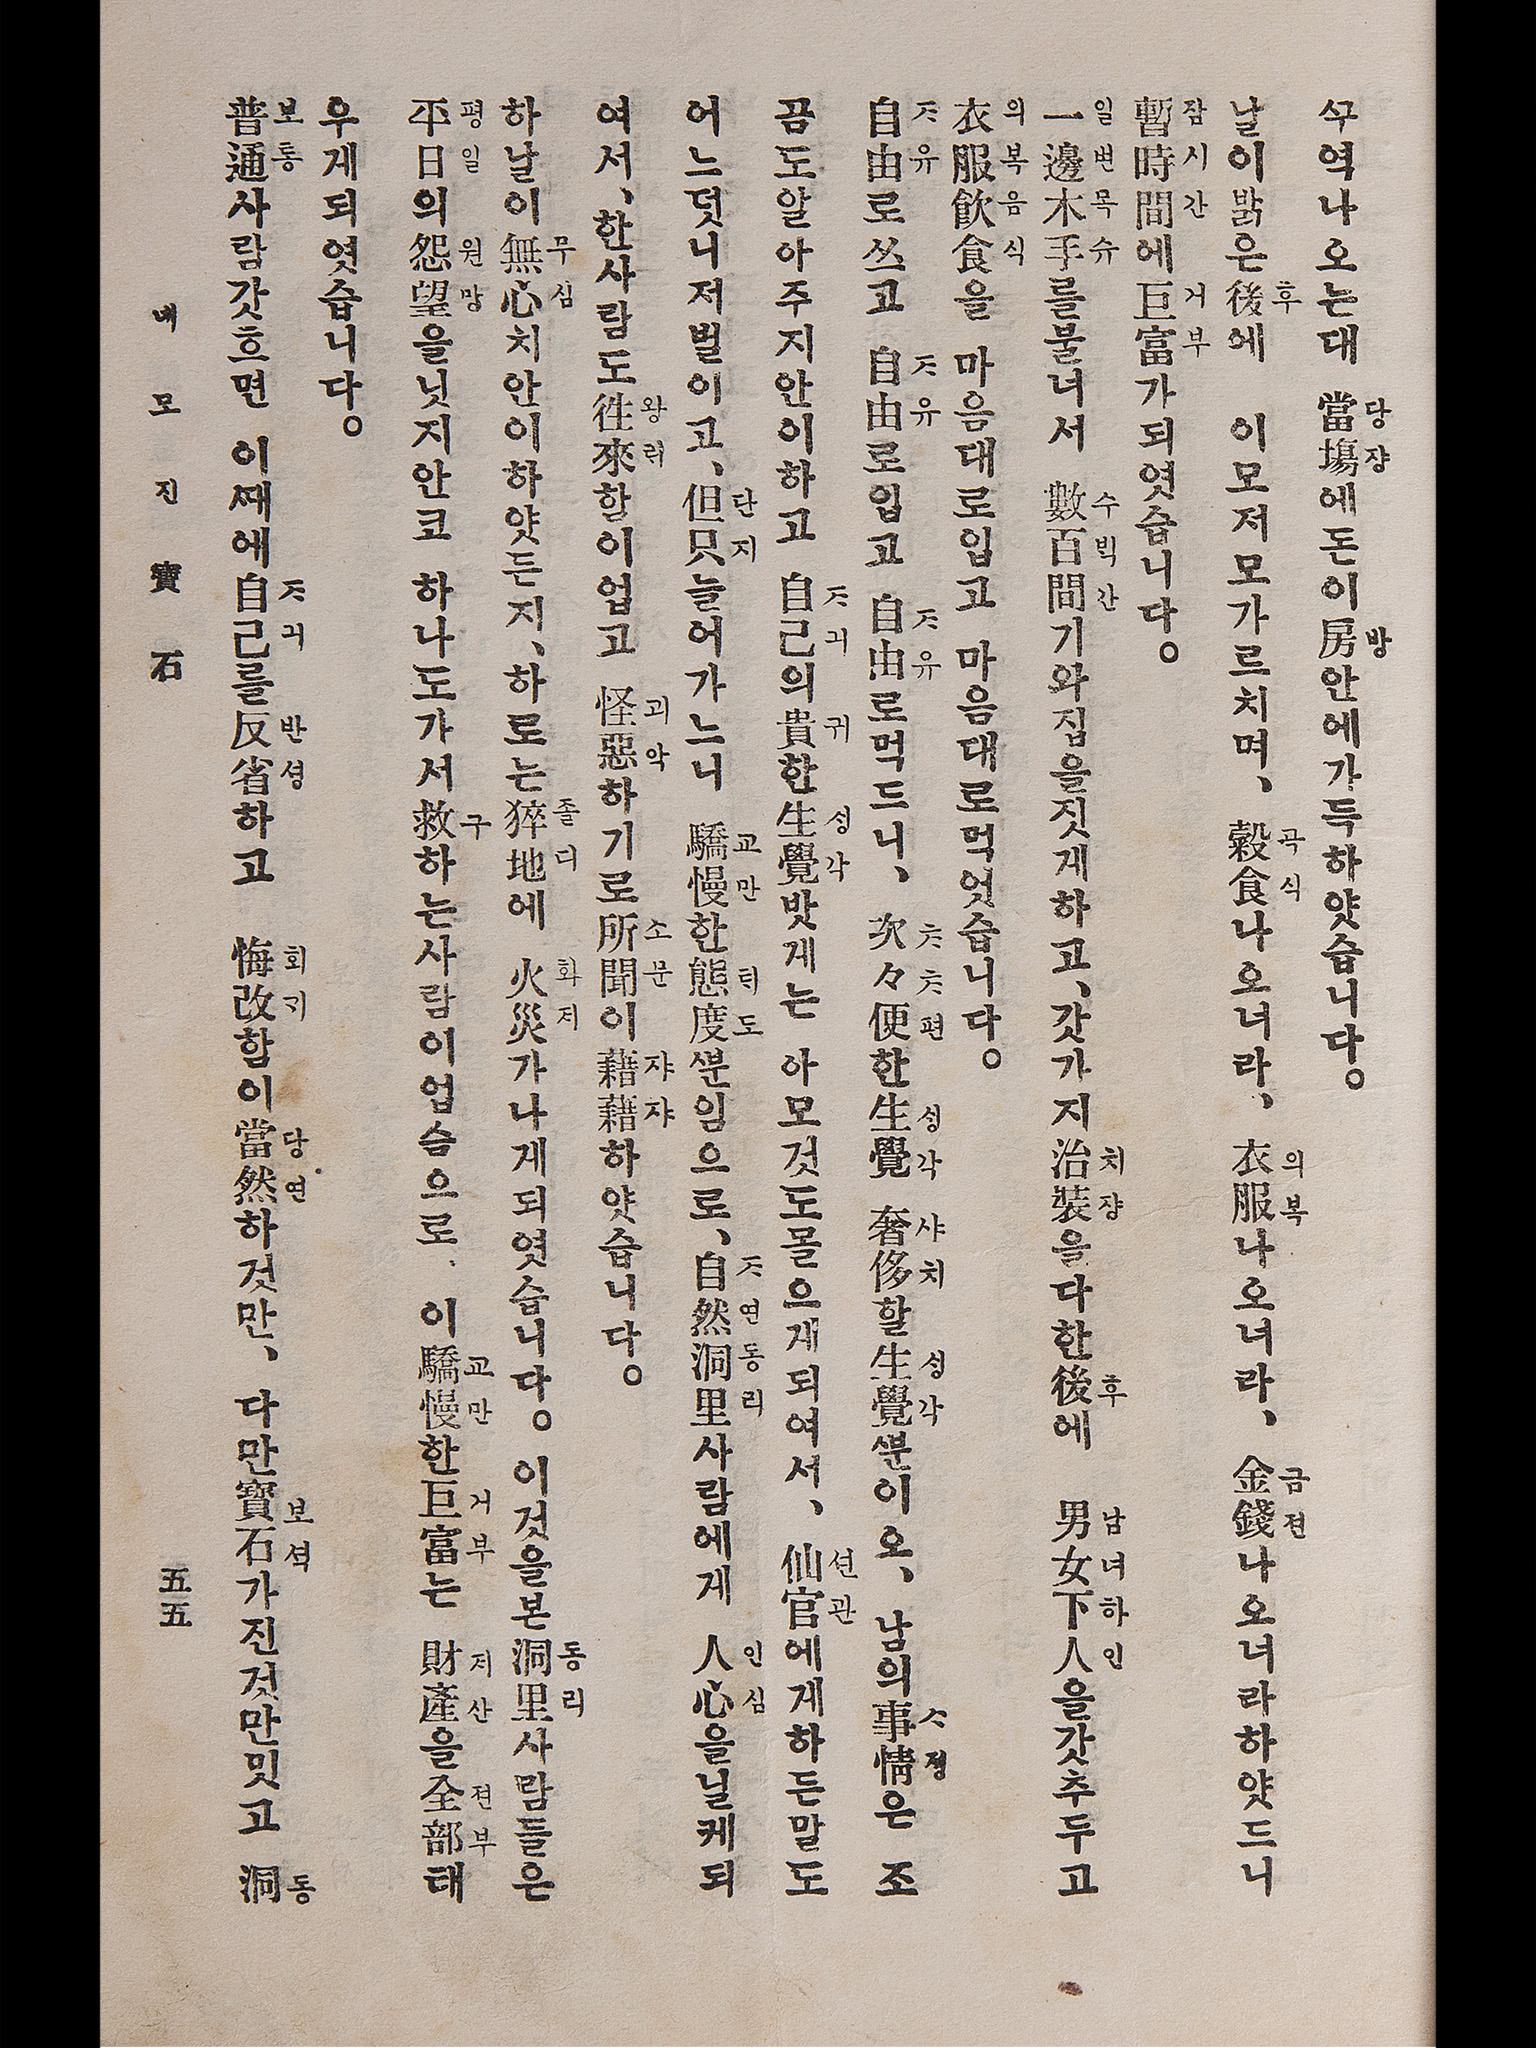 ᄭᅮ역나오는대 當塲에돈이房안에가득하얏습니다。
날이밝은後에 이모저모가르치며、穀食나오너라、衣服나오너라、金錢나오너라하얏드니
暫時間에巨富가되엿습니다。
一邊木手를불너서 數百間기와집을짓게하고、갓가지治裝을다한後에 男女下人을갓추두고
衣服飮食을 마음대로입고 마음대로먹엇습니다。
自由로쓰고 自由로입고 自由로먹드니、次々便한生覺 奢侈할生覺ᄲᅮᆫ이오、남의事情은 조
곰도알아주지안이하고 自己의貴한生覺밧게는 아모것도몰으게되여서、仙官에게하든말도
어느덧니저벌이고、但只늘어가느니 驕慢한態度ᄲᅮᆫ임으로、自然洞里사람에게 人心을닐케되
여서、한사람도徃來할이업고 怪惡하기로所聞이藉藉하얏습니다。
하날이無心치안이하얏든지、하로는猝地에 火災가나게되엿습니다。이것을본洞里사람들은
平日의怨望을닛지안코 하나도가서救하는사람이업슴으로、이驕慢한巨富는 財產을全部태
우게되엿습니다。
普通사람갓흐면 이ᄯᅢ에自己를反省하고 悔改함이當然하것만、다만寶石가진것만밋고 洞
네모진寶石
五五